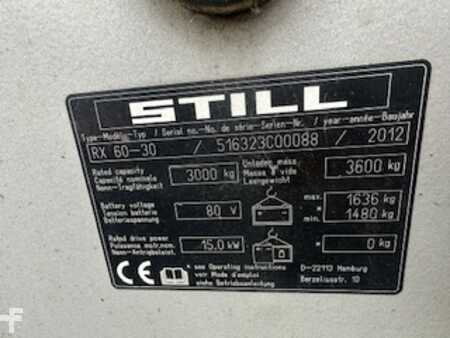 STILL
Type-Modèle-Typ / Serial no.-No. de série-Serien-Nr. / year-année-Baujahr
RX 60-30 / 516323C00088 / 2012
Rated capacity
Capacité nominale
Nenn-Tragfähigkeit
3000 kg
Unladen mass
Masse à vide
Leergewicht
3600 kg
Battery voltage
Tension batterie
Batteriespannung
80 V
max. 1636 kg
min. 1480 kg
Rated drive power
Puissance motr.nom.
Nenn-Antriebsleist.
15.0 kW
* 0 kg
CE
see Operating instructions
voir Mode d'emploi
siehe Betriebsanleitung
D-22113 Hamburg
Berzeliusstr. 10